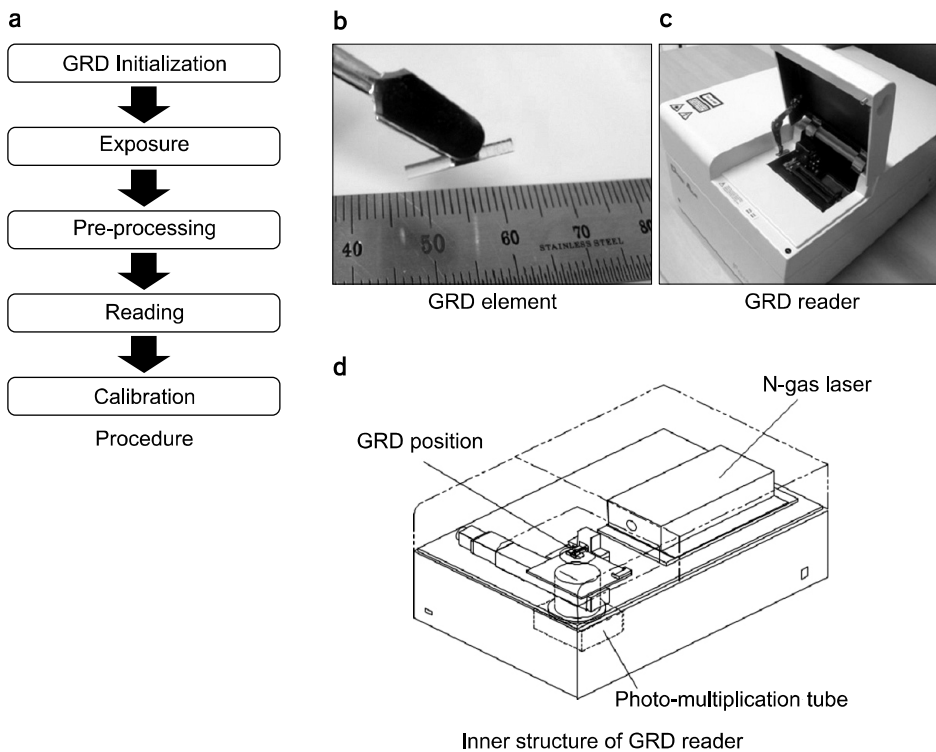 a
GRD Initialization
Exposure
Pre-processing
Reading
Calibration
Procedure
b
40 50 60 70 80
STAINLESS STEEL
GRD element
c
GRD reader
d
N-gas laser
GRD position
Photo-multiplication tube
Inner structure of GRD reader